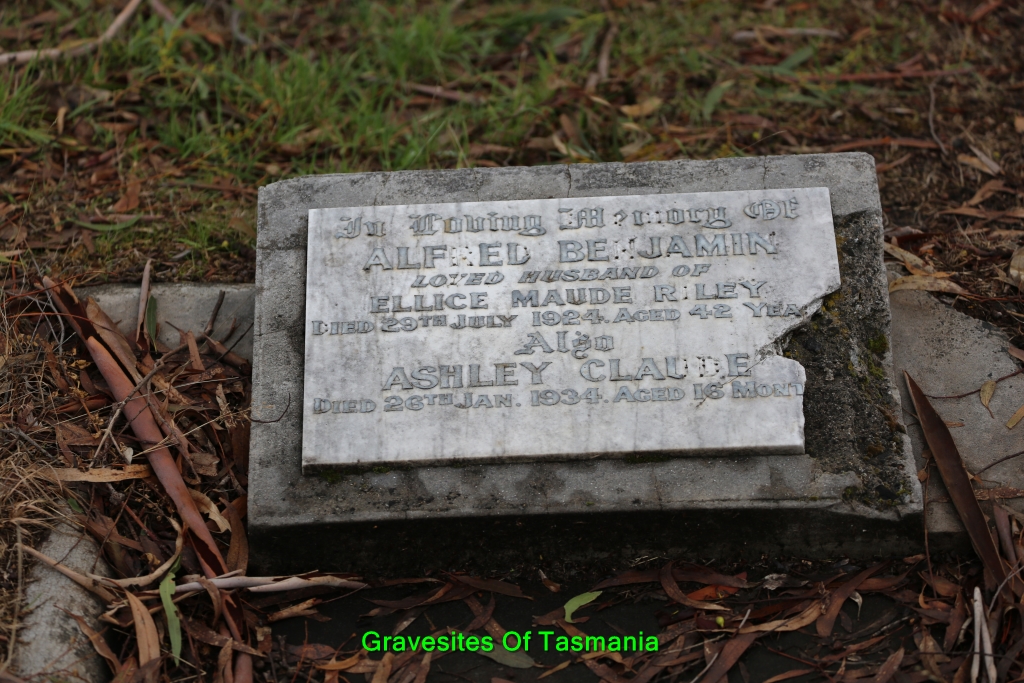 In Loving Memory Of
ALFRED BENJAMIN
LOVED HUSBAND OF
ELLICE MAUDE RILEY
DIED 29TH JULY 1924. AGED 42 YEA
Also
ASHLEY CLAUDE
DIED 26TH JAN. 1934. AGED 16 MONT
Gravesites Of Tasmania